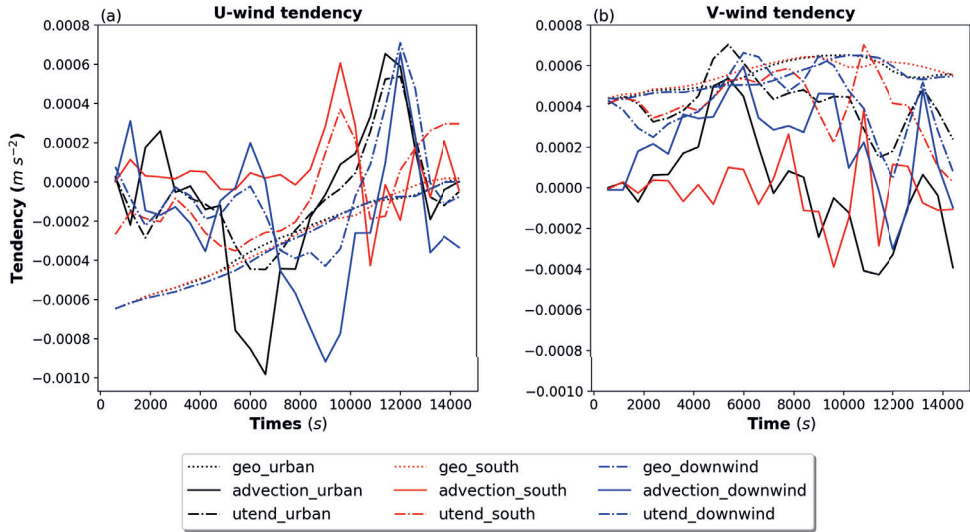 (a) U-wind tendency
(b) V-wind tendency
Tendency (m s⁻²)
0.0008
0.0006
0.0004
0.0002
0.0000
−0.0002
−0.0004
−0.0006
−0.0008
−0.0010
0 2000 4000 6000 8000 10000 12000 14000
Times (s)
0.0008
0.0006
0.0004
0.0002
0.0000
−0.0002
−0.0004
−0.0006
−0.0008
−0.0010
0 2000 4000 6000 8000 10000 12000 14000
Time (s)
geo_urban geo_south geo_downwind
advection_urban advection_south advection_downwind
utend_urban utend_south utend_downwind